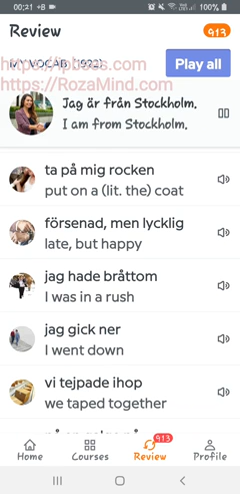 00:21 +B
100%
Review
913
MY VOCAB (1922)
Play all
https://RozaMind.com
Jag är från Stockholm.
I am from Stockholm.
ta på mig rocken
put on a (lit. the) coat
försenad, men lycklig
late, but happy
jag hade bråttom
I was in a rush
jag gick ner
I went down
vi tejpade ihop
we taped together
913
Home
Courses
Review
Profile